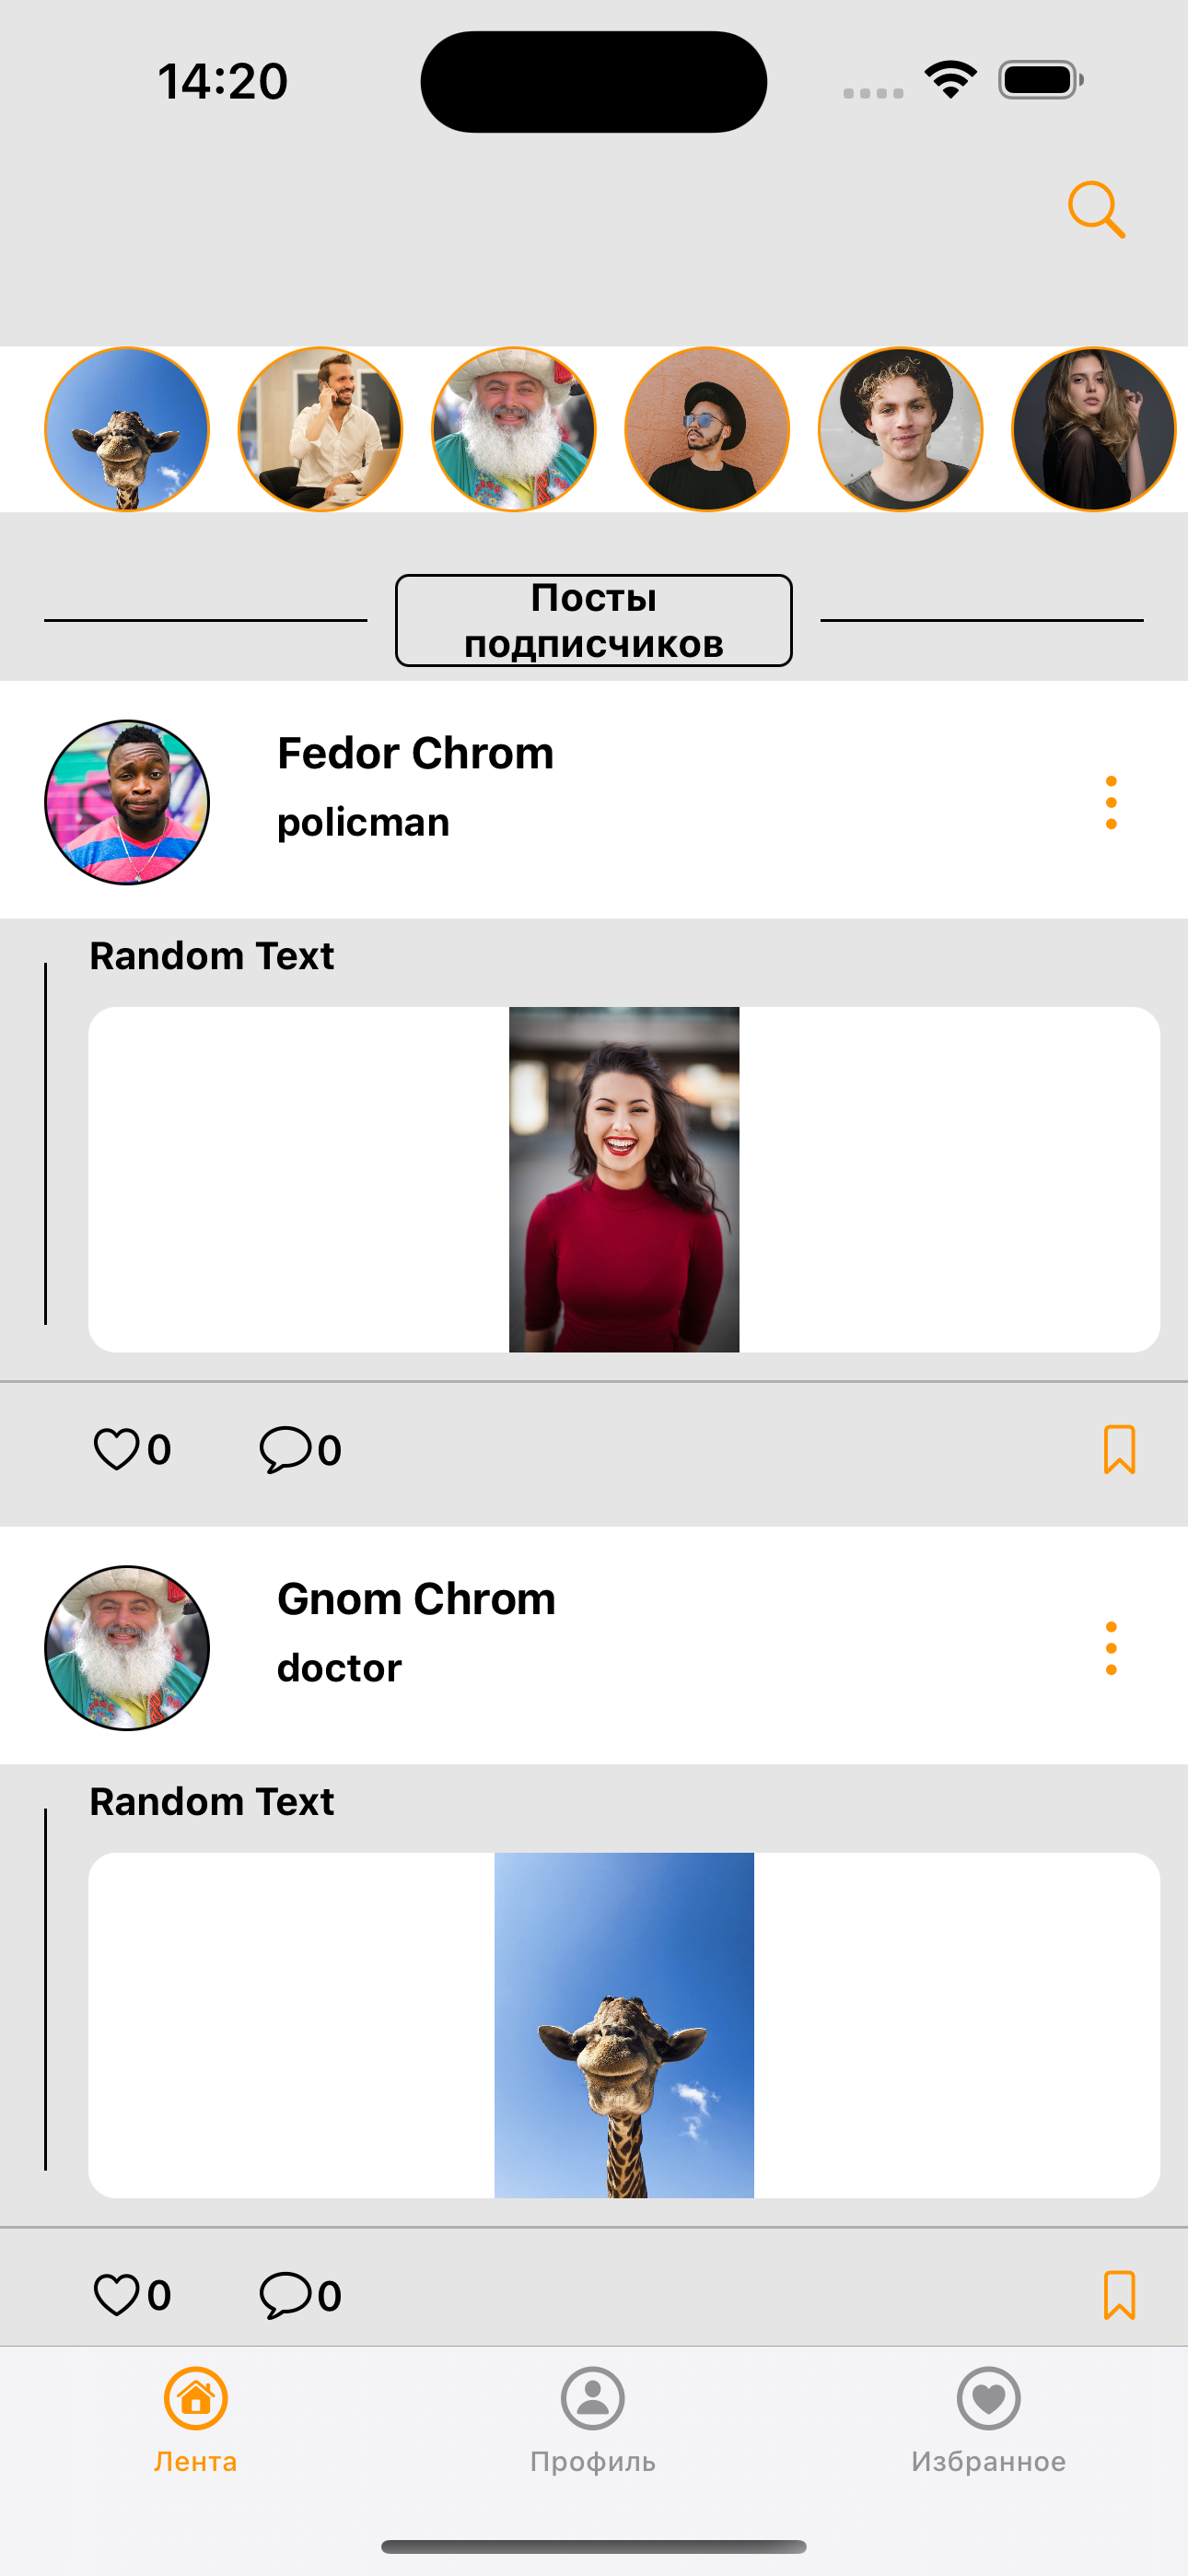 14:20
Посты
подписчиков
Fedor Chrom
policman
Random Text
0 0
Gnom Chrom
doctor
Random Text
0 0
Лента Профиль Избранное